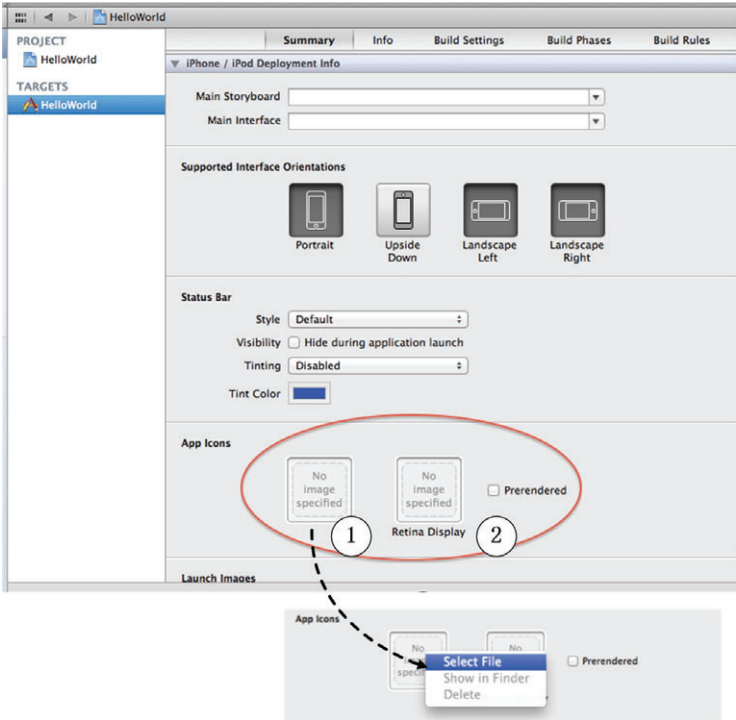 HelloWorld
PROJECT
HelloWorld
TARGETS
HelloWorld
Summary Info Build Settings Build Phases Build Rules
iPhone / iPod Deployment Info
Main Storyboard
Main Interface
Supported Interface Orientations
Portrait
Upside Down
Landscape Left
Landscape Right
Status Bar
Style Default
Visibility Hide during application launch
Tinting Disabled
Tint Color
App Icons
No
image
specified
1
No
image
specified
Retina Display
2
Prerendered
Launch Images
App Icons
No
No
Prerendered
Select File
Show in Finder
Delete